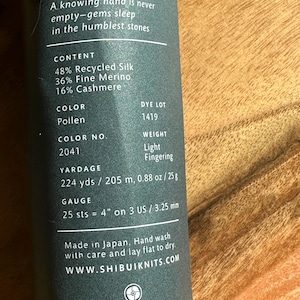 A knowing hand is never
empty—gems sleep
in the humblest stones
CONTENT
48% Recycled Silk
36% Fine Merino
16% Cashmere
COLOR
Pollen
DYE LOT
1419
COLOR NO.
2041
WEIGHT
Light
Fingering
YARDAGE
224 yds / 205 m, 0.88 oz / 25 g
GAUGE
25 sts = 4" on 3 US / 3.25 mm
Made in Japan. Hand wash
with care and lay flat to dry.
WWW.SHIBUIKNITS.COM